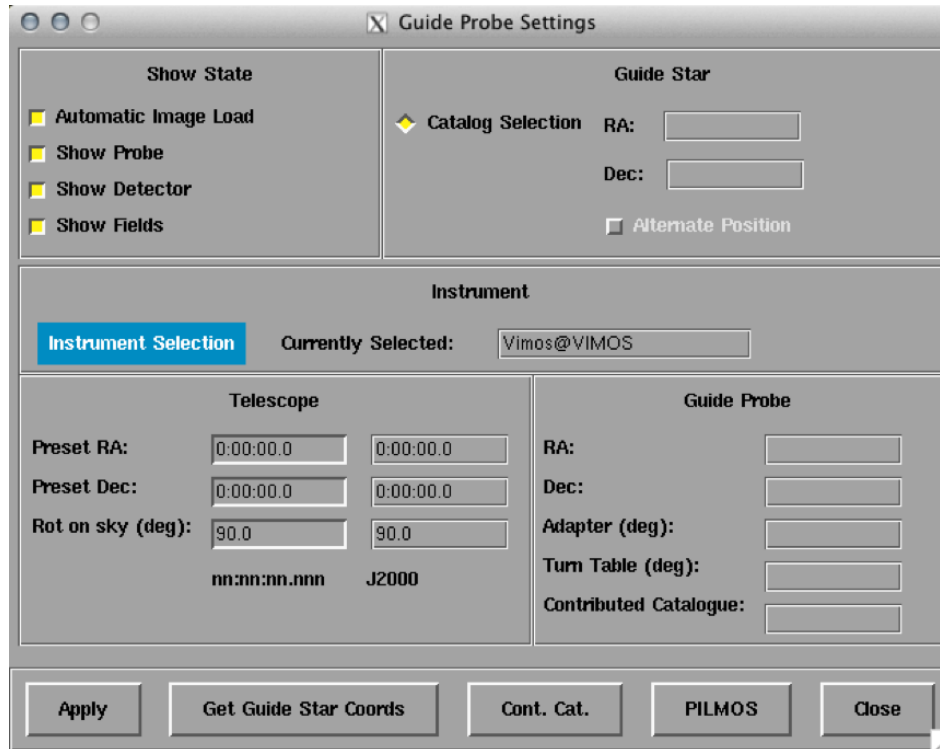 Guide Probe Settings
Show State
Automatic Image Load
Show Probe
Show Detector
Show Fields
Guide Star
Catalog Selection RA:
Dec:
Alternate Position
Instrument
Instrument Selection Currently Selected: Vimos@VIMOS
Telescope
Preset RA: 0:00:00.0 0:00:00.0
Preset Dec: 0:00:00.0 0:00:00.0
Rot on sky (deg): 90.0 90.0
nn:nn:nn.nnn J2000
Guide Probe
RA:
Dec:
Adapter (deg):
Turn Table (deg):
Contributed Catalogue:
Apply Get Guide Star Coords Cont. Cat. PILMOS Close